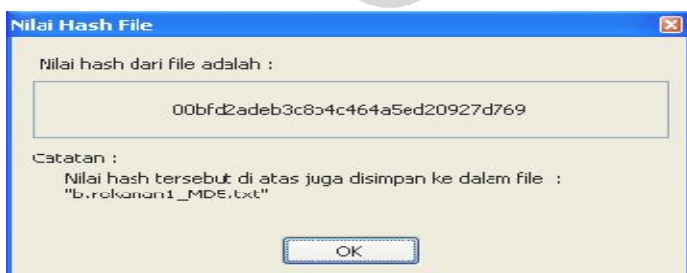 Nilai Hash File
Nilai hash dari file adalah :
Catatan :
Nilai hash tersebut di atas juga disimpan ke dalam file :
OK